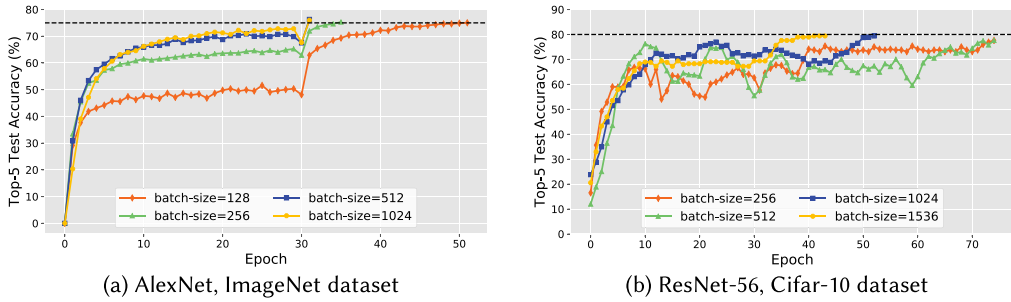 80
70
60
50
40
30
20
10
0
Top-5 Test Accuracy (%)
batch-size=128
batch-size=256
batch-size=512
batch-size=1024
0 10 20 30 40 50
Epoch
(a) AlexNet, ImageNet dataset
90
80
70
60
50
40
30
20
10
0
Top-5 Test Accuracy (%)
batch-size=256
batch-size=512
batch-size=1024
batch-size=1536
0 10 20 30 40 50 60 70
Epoch
(b) ResNet-56, Cifar-10 dataset